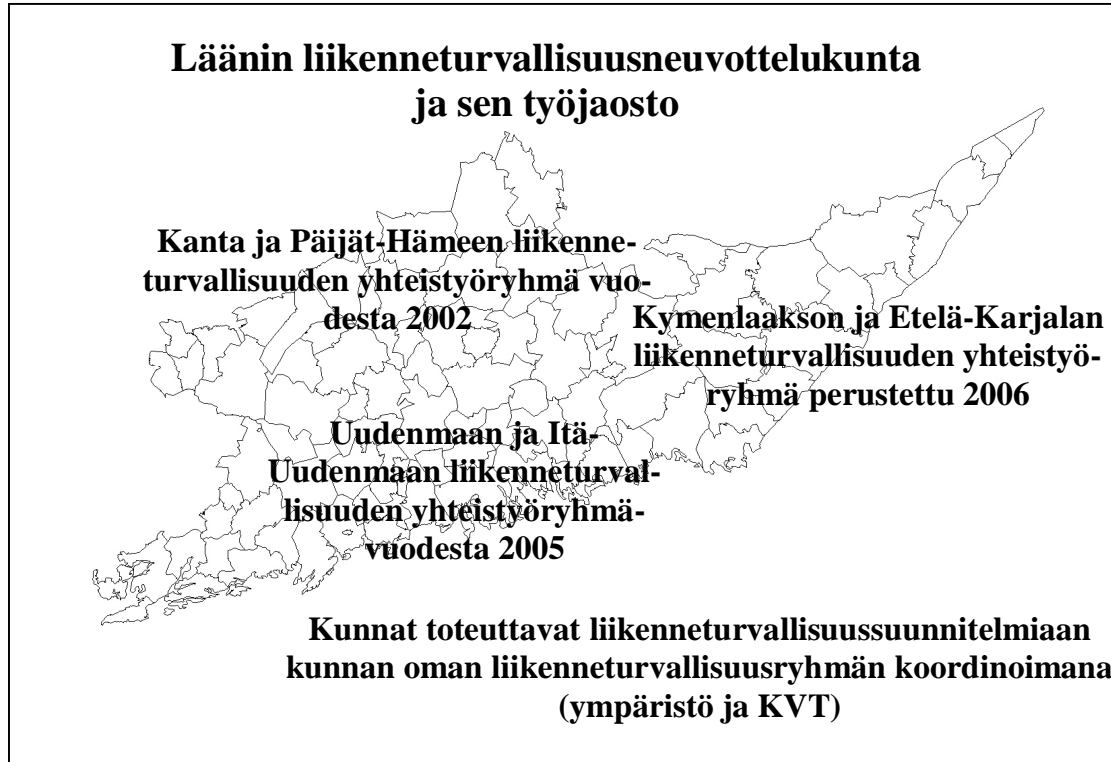 Läänin liikenneturvallisuusneuvottelukunta
ja sen työjaosto
Kanta ja Päijät-Hämeen liikenne-
turvallisuuden yhteistyöryhmä vuo-
desta 2002
Kymenlaakson ja Etelä-Karjalan
liikenneturvallisuuden yhteistyö-
ryhmä perustettu 2006
Uudenmaan ja Itä-
Uudenmaan liikenneturval-
lisuuden yhteistyöryhmä-
vuodesta 2005
Kunnat toteuttavat liikenneturvallisuussuunnitelmiaan
kunnan oman liikenneturvallisuusryhmän koordinoimana
(ympäristö ja KVT)